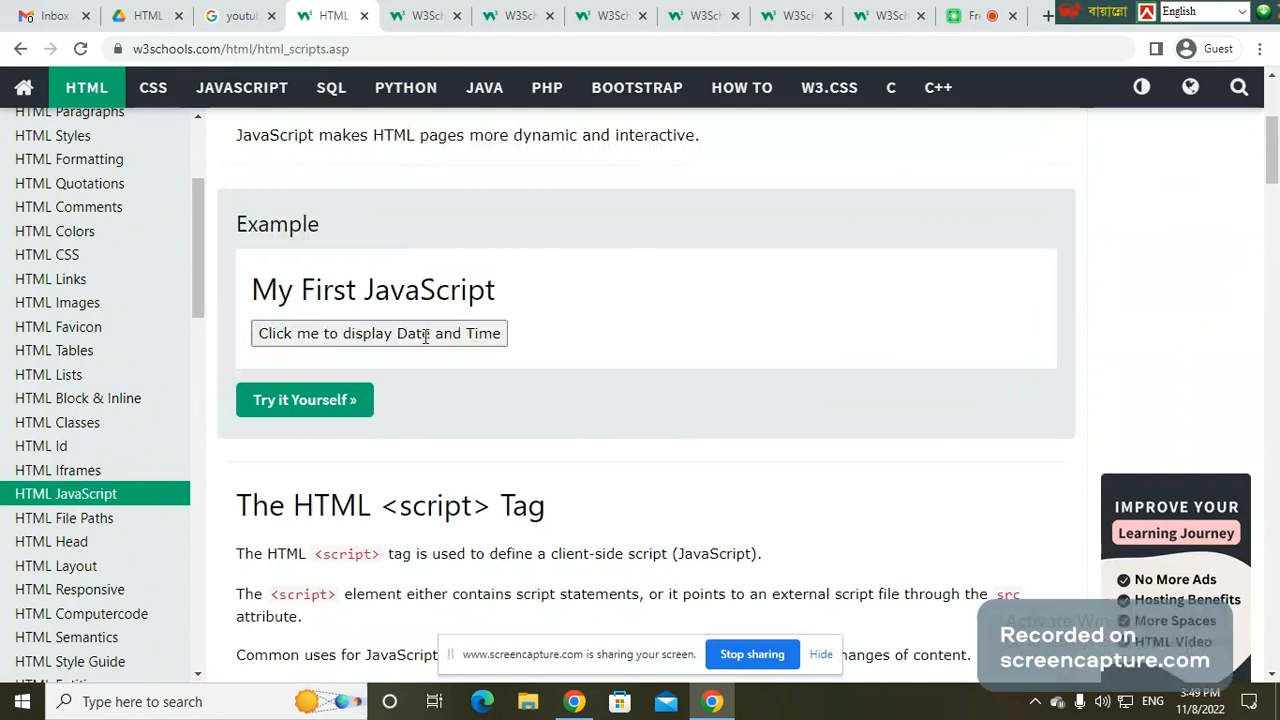 Inbox
HTML
youtub
HTML
W3S
W3Sc
W3Sc
W3Sch
W3Sc
W3Sc
Fre
বায়ান্নো
English
w3schools.com/html/html_scripts.asp
Guest
HTML CSS JAVASCRIPT SQL PYTHON JAVA PHP BOOTSTRAP HOW TO W3.CSS C C++
HTML Paragraphs
HTML Styles
HTML Formatting
HTML Quotations
HTML Comments
HTML Colors
HTML CSS
HTML Links
HTML Images
HTML Favicon
HTML Tables
HTML Lists
HTML Block & Inline
HTML Classes
HTML Id
HTML Iframes
HTML JavaScript
HTML File Paths
HTML Head
HTML Layout
HTML Responsive
HTML Computercode
HTML Semantics
HTML Style Guide
JavaScript makes HTML pages more dynamic and interactive.
Example
My First JavaScript
Click me to display Date and Time
Try it Yourself »
The HTML <script> Tag
The HTML <script> tag is used to define a client-side script (JavaScript).
The <script> element either contains script statements, or it points to an external script file through the src
attribute.
Common uses for JavaScript hanges of content.
www.screencapture.com is sharing your screen.
Stop sharing
Hide
IMPROVE YOUR
Learning Journey
No More Ads
Hosting Benefits
More Spaces
HTML Video
Recorded on
screencapture.com
Type here to search
ENG
3:49 PM
11/8/2022